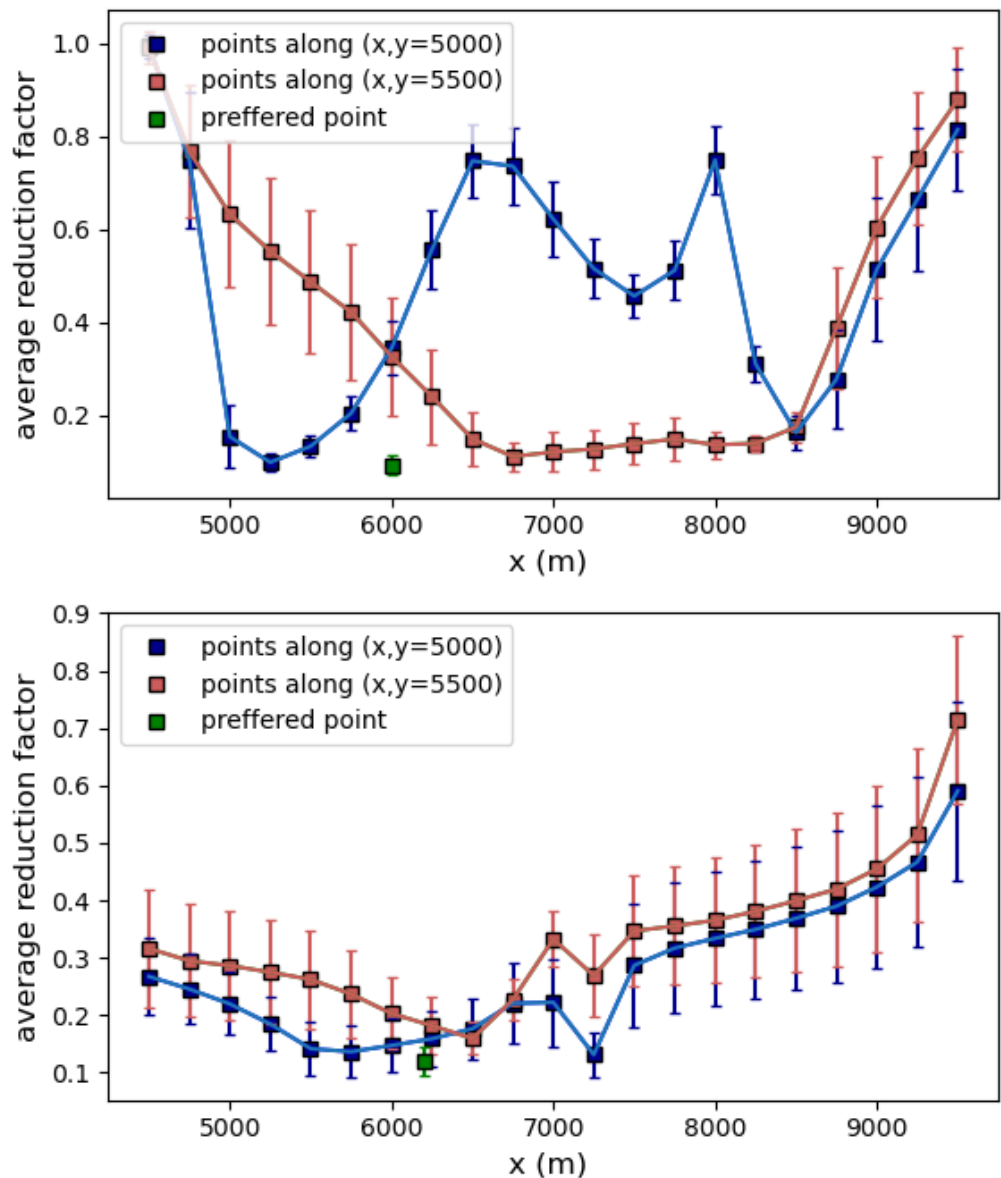 1.0
0.8
0.6
0.4
0.2
average reduction factor
points along (x,y=5000)
points along (x,y=5500)
preffered point
5000 6000 7000 8000 9000
x (m)
0.9
0.8
0.7
0.6
0.5
0.4
0.3
0.2
0.1
average reduction factor
points along (x,y=5000)
points along (x,y=5500)
preffered point
5000 6000 7000 8000 9000
x (m)